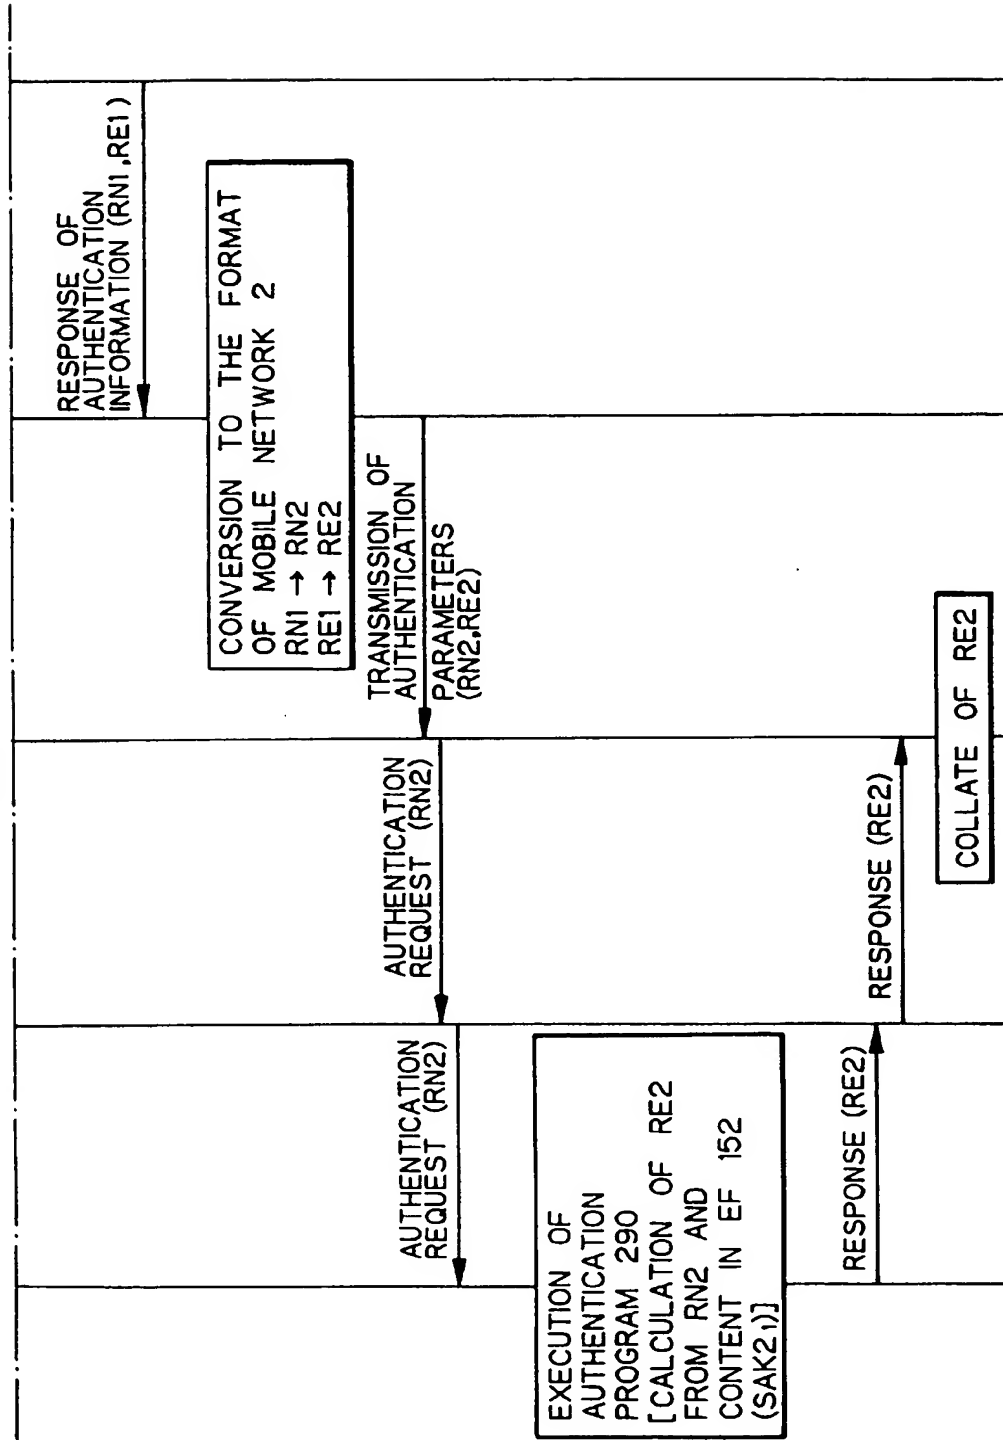 RESPONSE OF
AUTHENTICATION
INFORMATION (RN1,RE1)
CONVERSION TO THE FORMAT
OF MOBILE NETWORK 2
RN1 → RN2
RE1 → RE2
TRANSMISSION OF
AUTHENTICATION
PARAMETERS
(RN2,RE2)
AUTHENTICATION
REQUEST (RN2)
AUTHENTICATION
REQUEST (RN2)
EXECUTION OF
AUTHENTICATION
PROGRAM 290
[CALCULATION OF RE2
FROM RN2 AND
CONTENT IN EF 152
(SAK2₁)]
RESPONSE (RE2)
RESPONSE (RE2)
COLLATE OF RE2